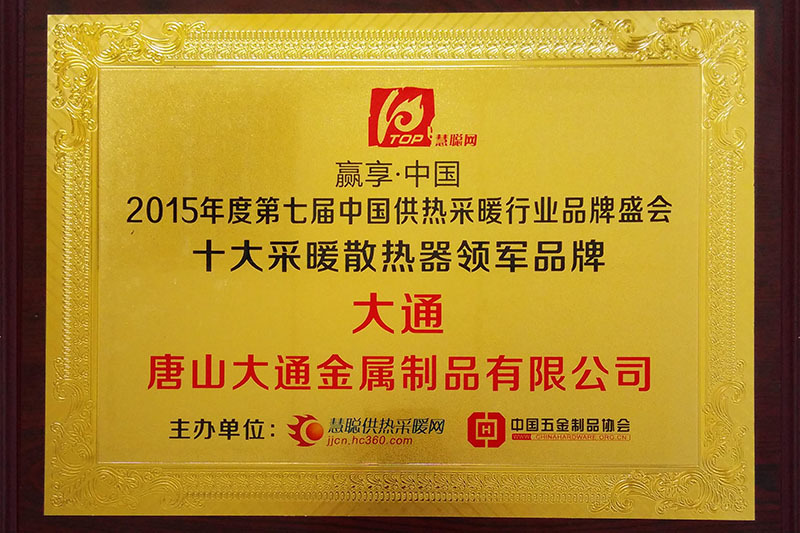 TOP 慧聪网
赢享·中国
2015年度第七届中国供热采暖行业品牌盛会
十大采暖散热器领军品牌
大通
唐山大通金属制品有限公司
主办单位：慧聪供热采暖网 中国五金制品协会
jjcn.hc360.com WWW.CHINAHARDWARE.ORG.CN